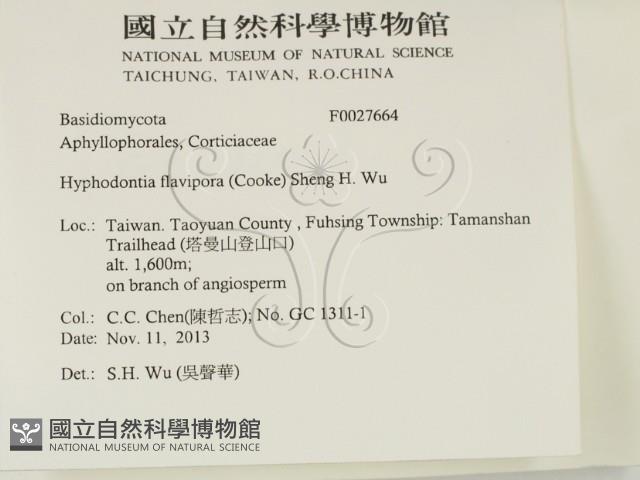 國立自然科學博物館
NATIONAL MUSEUM OF NATURAL SCIENCE
TAICHUNG, TAIWAN, R.O.CHINA
Basidiomycota F0027664
Aphyllophorales, Corticiaceae
Hyphodontia flavipora (Cooke) Sheng H. Wu
Loc.: Taiwan. Taoyuan County , Fuhsing Township: Tamanshan
Trailhead (塔曼山登山口)
alt. 1,600m;
on branch of angiosperm
Col.: C.C. Chen(陳哲志); No. GC 1311-1
Date: Nov. 11, 2013
Det.: S.H. Wu (吳聲華)
國立自然科學博物館
NATIONAL MUSEUM OF NATURAL SCIENCE